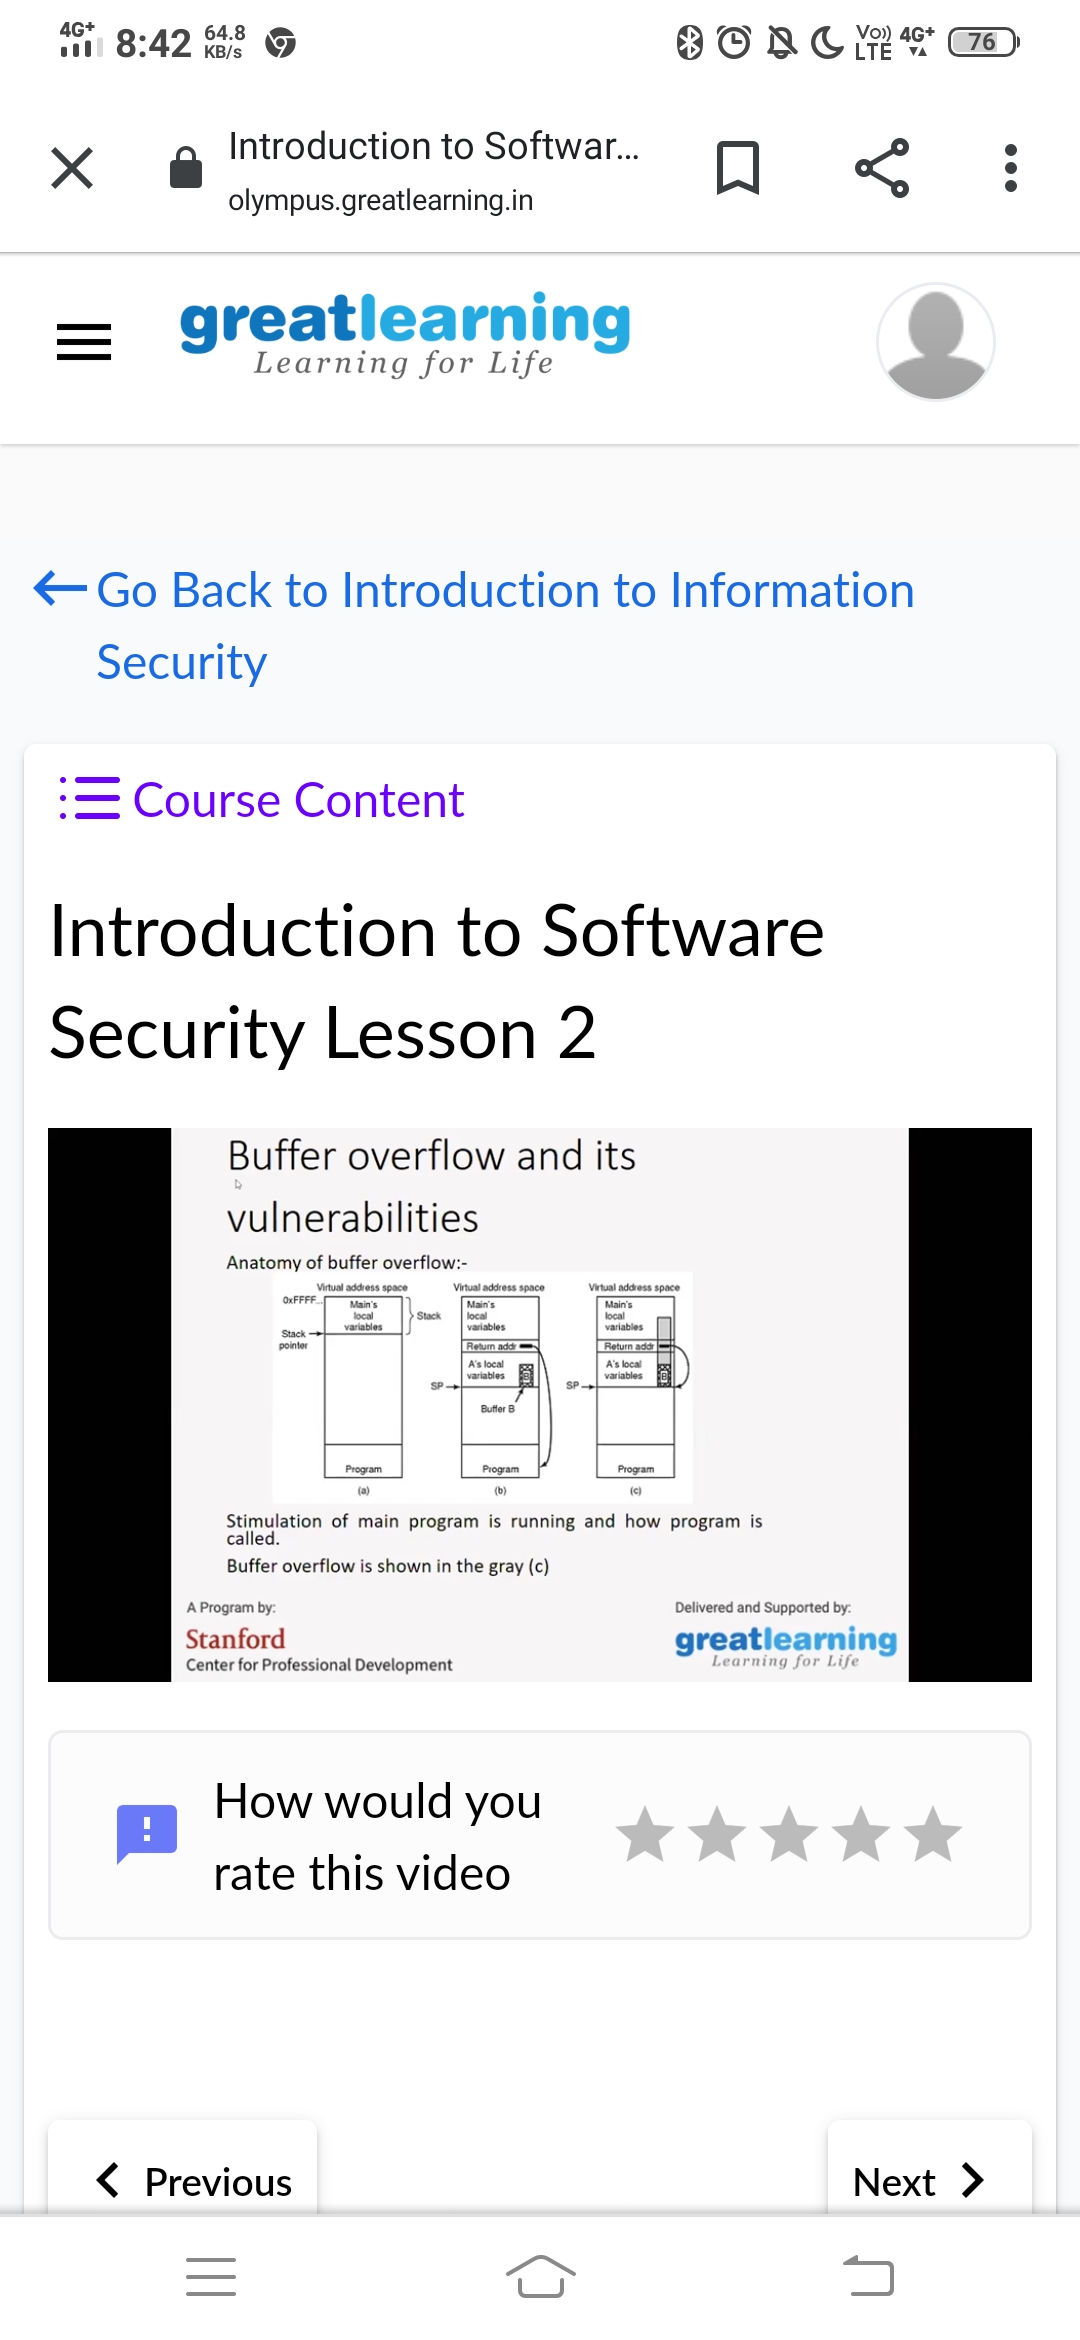 4G+ 8:42 64.8 KB/s VoLTE 4G+ 76
Introduction to Softwar...
olympus.greatlearning.in
greatlearning
Learning for Life
Go Back to Introduction to Information
Security
Course Content
Introduction to Software
Security Lesson 2
Buffer overflow and its
vulnerabilities
Anatomy of buffer overflow:-
Virtual address space Virtual address space Virtual address space
0xFFFF... Main's local variables Stack
Stack pointer
Program
(a)
Main's local variables
Return addr
A's local variables
B
SP
Buffer B
Program
(b)
Main's local variables
Return addr
A's local variables
B
SP
Program
(c)
Stimulation of main program is running and how program is
called.
Buffer overflow is shown in the gray (c)
A Program by:
Stanford
Center for Professional Development
Delivered and Supported by:
greatlearning
Learning for Life
How would you
rate this video
Previous
Next